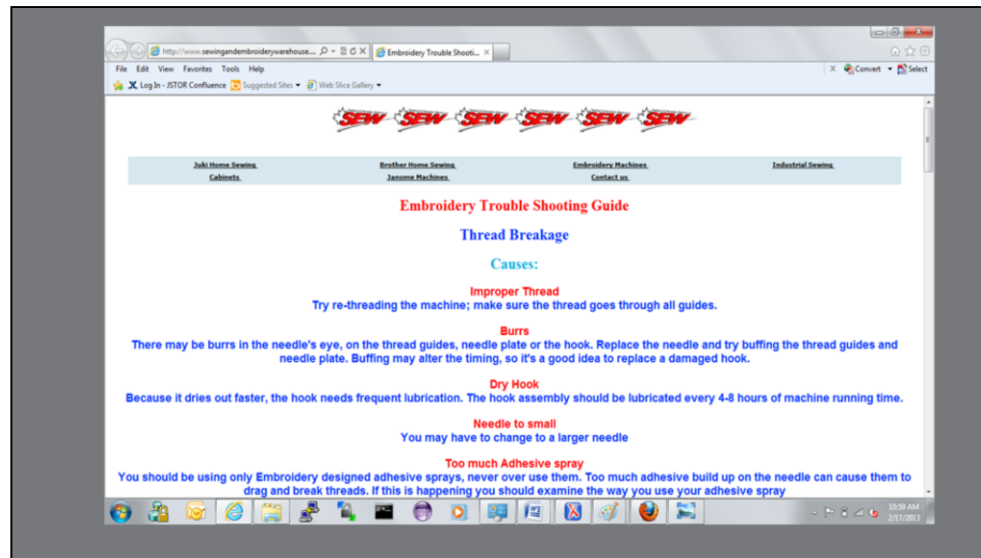 http://www.sewingandembroiderywarehouse.... Embroidery Trouble Shooti...
File Edit View Favorites Tools Help Convert Select
Log In - JSTOR Confluence Suggested Sites Web Slice Gallery
SEW SEW SEW SEW SEW SEW
Juki Home Sewing Brother Home Sewing Embroidery Machines Industrial Sewing
Cabinets Janome Machines Contact us
Embroidery Trouble Shooting Guide
Thread Breakage
Causes:
Improper Thread
Try re-threading the machine; make sure the thread goes through all guides.
Burrs
There may be burrs in the needle's eye, on the thread guides, needle plate or the hook. Replace the needle and try buffing the thread guides and
needle plate. Buffing may alter the timing, so it's a good idea to replace a damaged hook.
Dry Hook
Because it dries out faster, the hook needs frequent lubrication. The hook assembly should be lubricated every 4-8 hours of machine running time.
Needle to small
You may have to change to a larger needle
Too much Adhesive spray
You should be using only Embroidery designed adhesive sprays, never over use them. Too much adhesive build up on the needle can cause them to
drag and break threads. If this is happening you should examine the way you use your adhesive spray
10:59 AM
2/17/2013